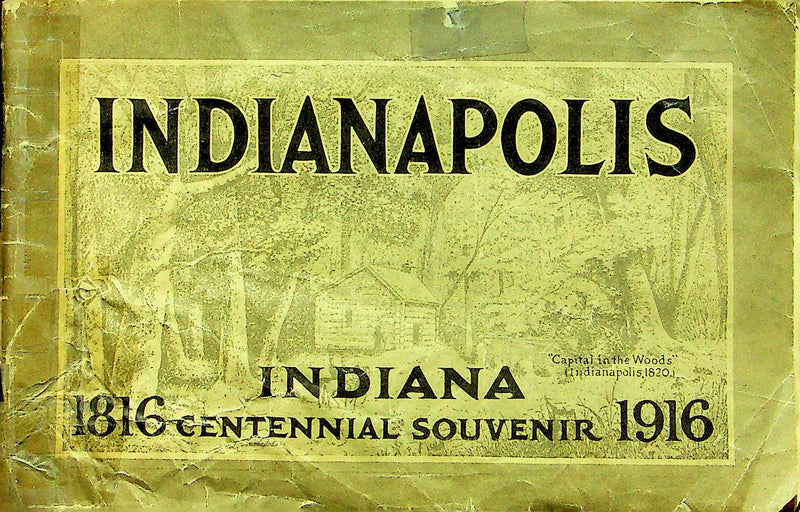 INDIANAPOLIS
"Capital in the Woods"
(Indianapolis, 1820.)
INDIANA
1816 CENTENNIAL SOUVENIR 1916